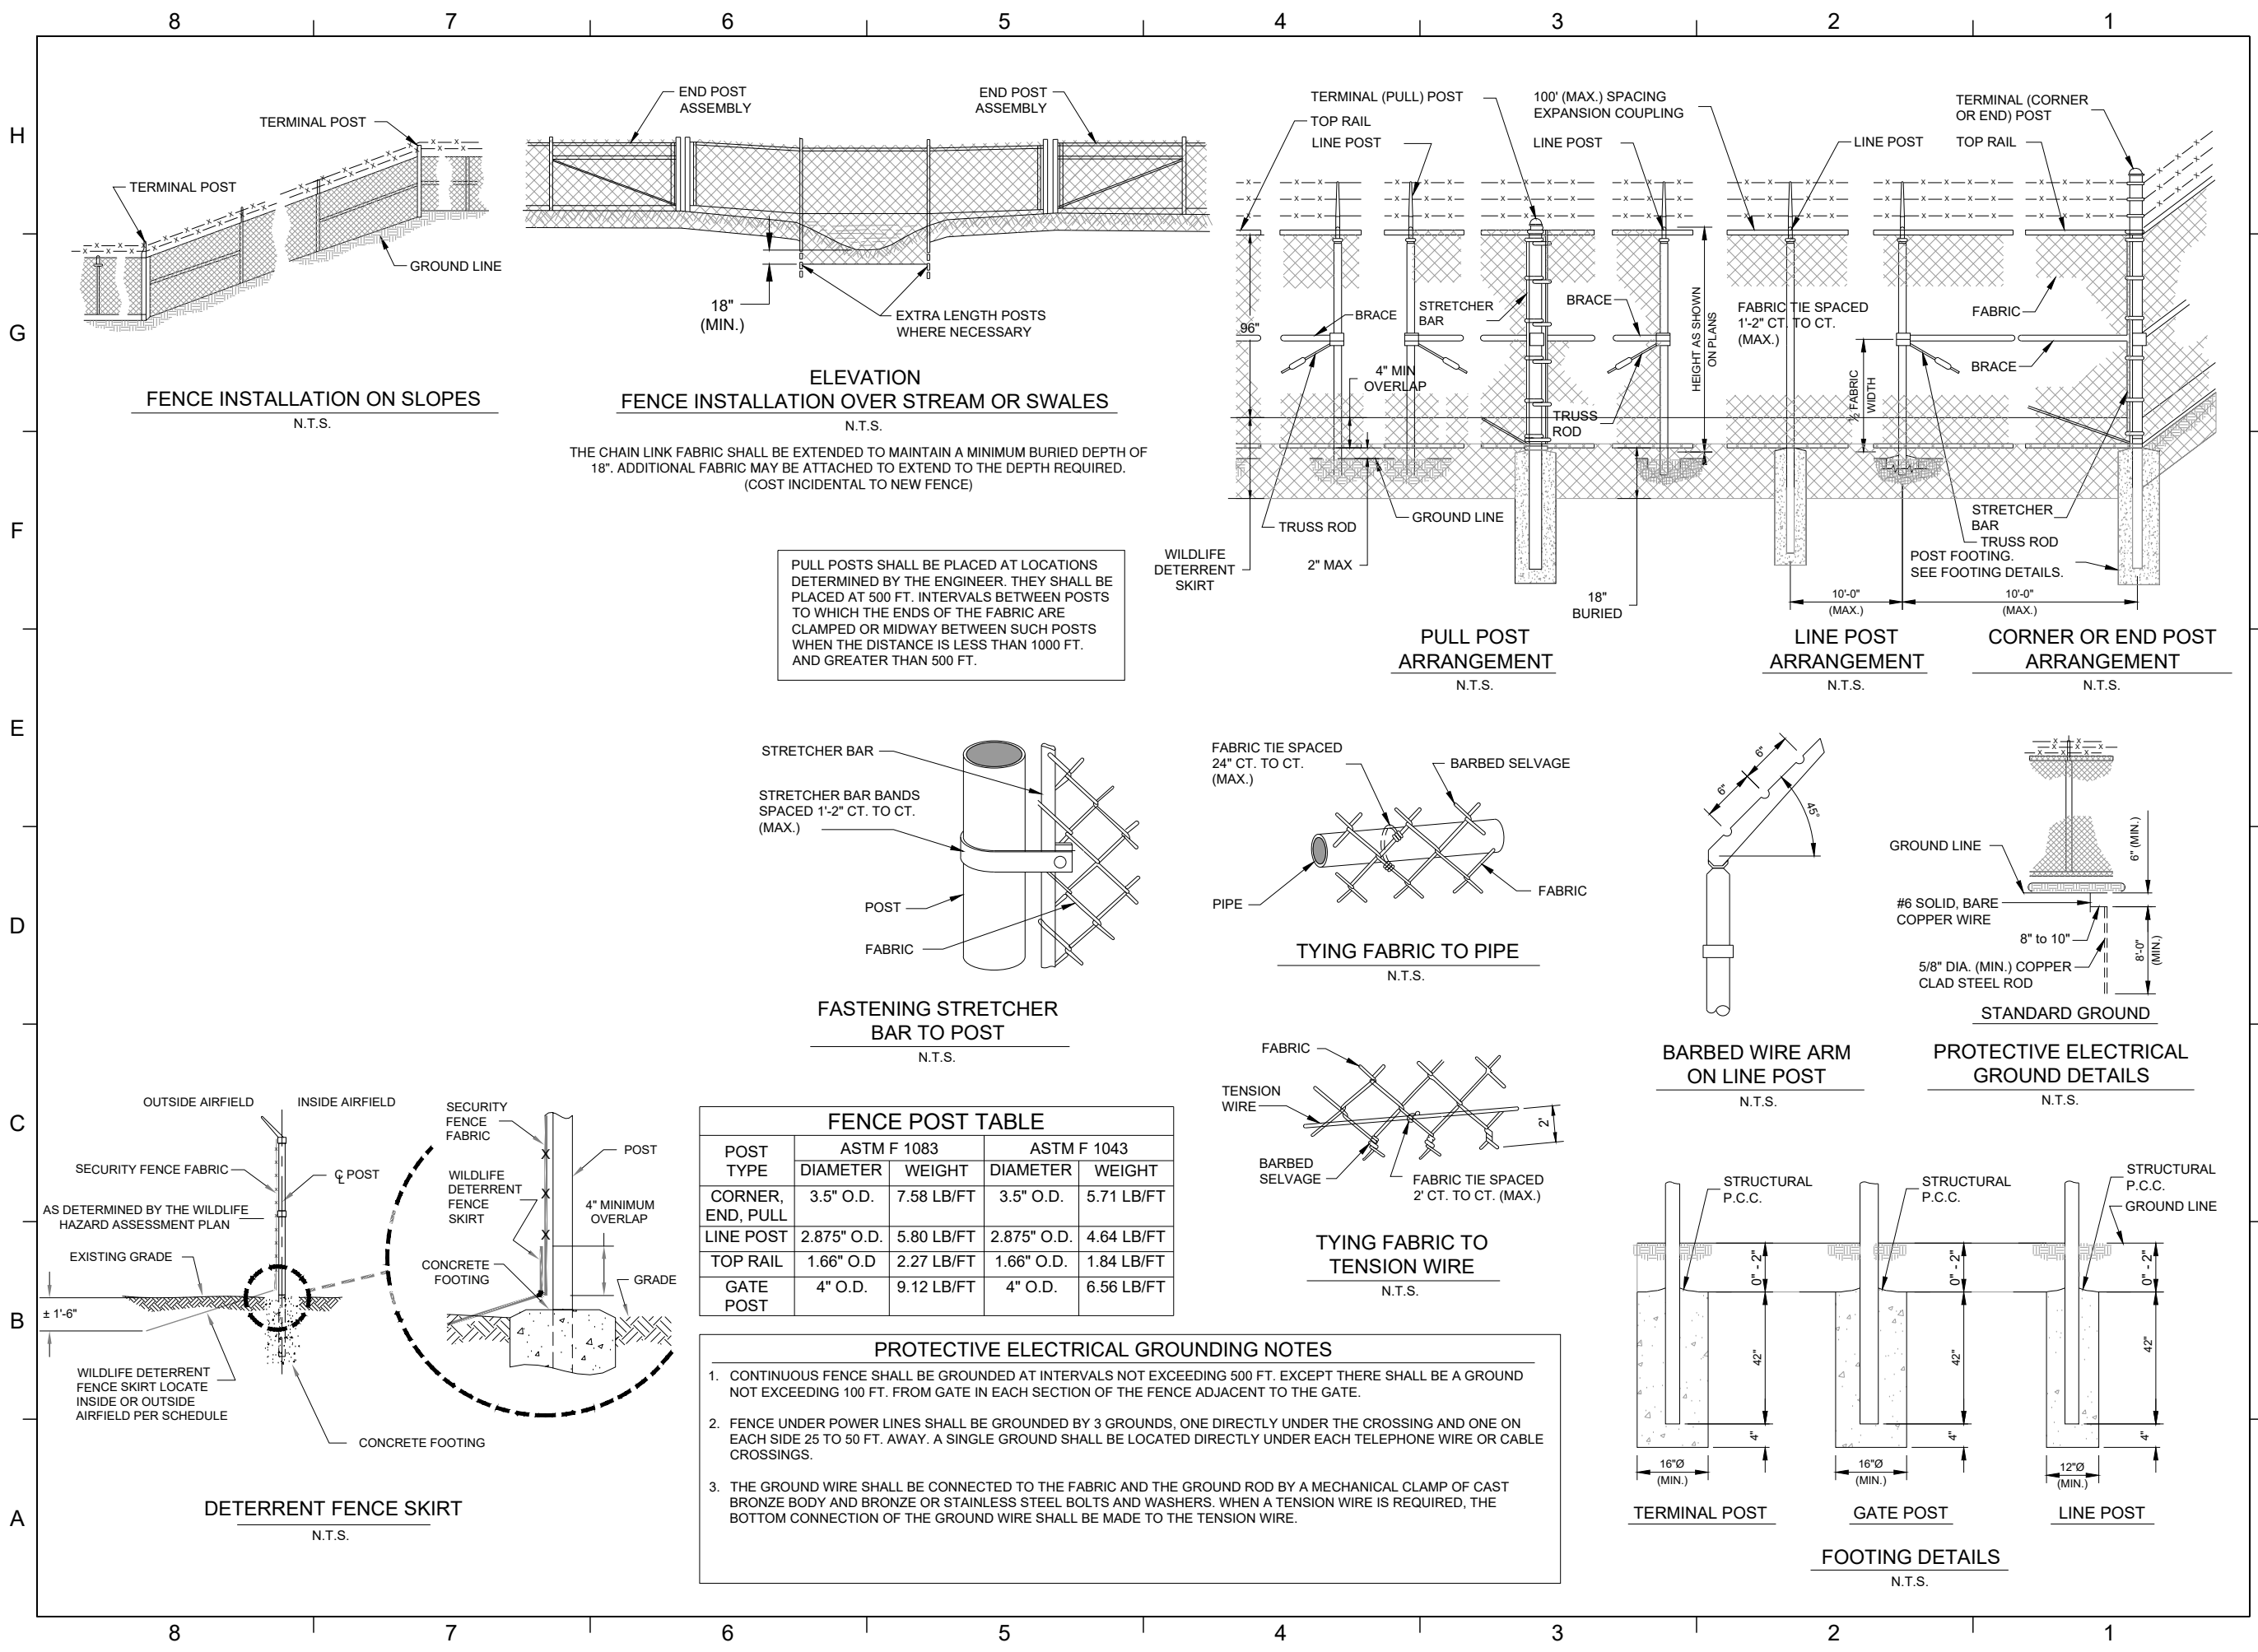 8 7 6 5 4 3 2 1
H
G
F
E
D
C
B
A
TERMINAL POST
TERMINAL POST
GROUND LINE
FENCE INSTALLATION ON SLOPES
N.T.S.
END POST
ASSEMBLY
END POST
ASSEMBLY
18"
(MIN.)
EXTRA LENGTH POSTS
WHERE NECESSARY
ELEVATION
FENCE INSTALLATION OVER STREAM OR SWALES
N.T.S.
THE CHAIN LINK FABRIC SHALL BE EXTENDED TO MAINTAIN A MINIMUM BURIED DEPTH OF
18". ADDITIONAL FABRIC MAY BE ATTACHED TO EXTEND TO THE DEPTH REQUIRED.
(COST INCIDENTAL TO NEW FENCE)
PULL POSTS SHALL BE PLACED AT LOCATIONS
DETERMINED BY THE ENGINEER. THEY SHALL BE
PLACED AT 500 FT. INTERVALS BETWEEN POSTS
TO WHICH THE ENDS OF THE FABRIC ARE
CLAMPED OR MIDWAY BETWEEN SUCH POSTS
WHEN THE DISTANCE IS LESS THAN 1000 FT.
AND GREATER THAN 500 FT.
TERMINAL (PULL) POST
TOP RAIL
LINE POST
100' (MAX.) SPACING
EXPANSION COUPLING
LINE POST
LINE POST
TERMINAL (CORNER
OR END) POST
TOP RAIL
96"
BRACE
STRETCHER
BAR
BRACE
4" MIN
OVERLAP
TRUSS
ROD
HEIGHT AS SHOWN
ON PLANS
FABRIC TIE SPACED
1'-2" CT. TO CT.
(MAX.)
½ FABRIC
WIDTH
FABRIC
BRACE
TRUSS ROD
GROUND LINE
WILDLIFE
DETERRENT
SKIRT
2" MAX
18"
BURIED
STRETCHER
BAR
TRUSS ROD
POST FOOTING.
SEE FOOTING DETAILS.
10'-0"
(MAX.)
10'-0"
(MAX.)
PULL POST
ARRANGEMENT
N.T.S.
LINE POST
ARRANGEMENT
N.T.S.
CORNER OR END POST
ARRANGEMENT
N.T.S.
STRETCHER BAR
STRETCHER BAR BANDS
SPACED 1'-2" CT. TO CT.
(MAX.)
POST
FABRIC
FASTENING STRETCHER
BAR TO POST
N.T.S.
FABRIC TIE SPACED
24" CT. TO CT.
(MAX.)
BARBED SELVAGE
PIPE
FABRIC
TYING FABRIC TO PIPE
N.T.S.
6"
6"
45°
BARBED WIRE ARM
ON LINE POST
N.T.S.
GROUND LINE
6" (MIN.)
#6 SOLID, BARE
COPPER WIRE
8" to 10"
8'-0"
(MIN.)
5/8" DIA. (MIN.) COPPER
CLAD STEEL ROD
STANDARD GROUND
PROTECTIVE ELECTRICAL
GROUND DETAILS
N.T.S.
FABRIC
TENSION
WIRE
2'
BARBED
SELVAGE
FABRIC TIE SPACED
2' CT. TO CT. (MAX.)
TYING FABRIC TO
TENSION WIRE
N.T.S.
OUTSIDE AIRFIELD
INSIDE AIRFIELD
SECURITY FENCE FABRIC
℄ POST
AS DETERMINED BY THE WILDLIFE
HAZARD ASSESSMENT PLAN
EXISTING GRADE
± 1'-6"
WILDLIFE DETERRENT
FENCE SKIRT LOCATE
INSIDE OR OUTSIDE
AIRFIELD PER SCHEDULE
CONCRETE FOOTING
SECURITY
FENCE
FABRIC
POST
WILDLIFE
DETERRENT
FENCE
SKIRT
4" MINIMUM
OVERLAP
CONCRETE
FOOTING
GRADE
DETERRENT FENCE SKIRT
N.T.S.
FENCE POST TABLE
POST
TYPE
ASTM F 1083 ASTM F 1043
DIAMETER WEIGHT DIAMETER WEIGHT
CORNER,
END, PULL
3.5" O.D. 7.58 LB/FT 3.5" O.D. 5.71 LB/FT
LINE POST 2.875" O.D. 5.80 LB/FT 2.875" O.D. 4.64 LB/FT
TOP RAIL 1.66" O.D 2.27 LB/FT 1.66" O.D. 1.84 LB/FT
GATE
POST
4" O.D. 9.12 LB/FT 4" O.D. 6.56 LB/FT
PROTECTIVE ELECTRICAL GROUNDING NOTES
1. CONTINUOUS FENCE SHALL BE GROUNDED AT INTERVALS NOT EXCEEDING 500 FT. EXCEPT THERE SHALL BE A GROUND
NOT EXCEEDING 100 FT. FROM GATE IN EACH SECTION OF THE FENCE ADJACENT TO THE GATE.
2. FENCE UNDER POWER LINES SHALL BE GROUNDED BY 3 GROUNDS, ONE DIRECTLY UNDER THE CROSSING AND ONE ON
EACH SIDE 25 TO 50 FT. AWAY. A SINGLE GROUND SHALL BE LOCATED DIRECTLY UNDER EACH TELEPHONE WIRE OR CABLE
CROSSINGS.
3. THE GROUND WIRE SHALL BE CONNECTED TO THE FABRIC AND THE GROUND ROD BY A MECHANICAL CLAMP OF CAST
BRONZE BODY AND BRONZE OR STAINLESS STEEL BOLTS AND WASHERS. WHEN A TENSION WIRE IS REQUIRED, THE
BOTTOM CONNECTION OF THE GROUND WIRE SHALL BE MADE TO THE TENSION WIRE.
STRUCTURAL
P.C.C.
0" - 2"
42"
4"
16"Ø
(MIN.)
TERMINAL POST
STRUCTURAL
P.C.C.
0" - 2"
42"
4"
16"Ø
(MIN.)
GATE POST
STRUCTURAL
P.C.C.
GROUND LINE
0" - 2"
42"
4"
12"Ø
(MIN.)
LINE POST
FOOTING DETAILS
N.T.S.
H
G
F
E
D
C
B
A
8 7 6 5 4 3 2 1